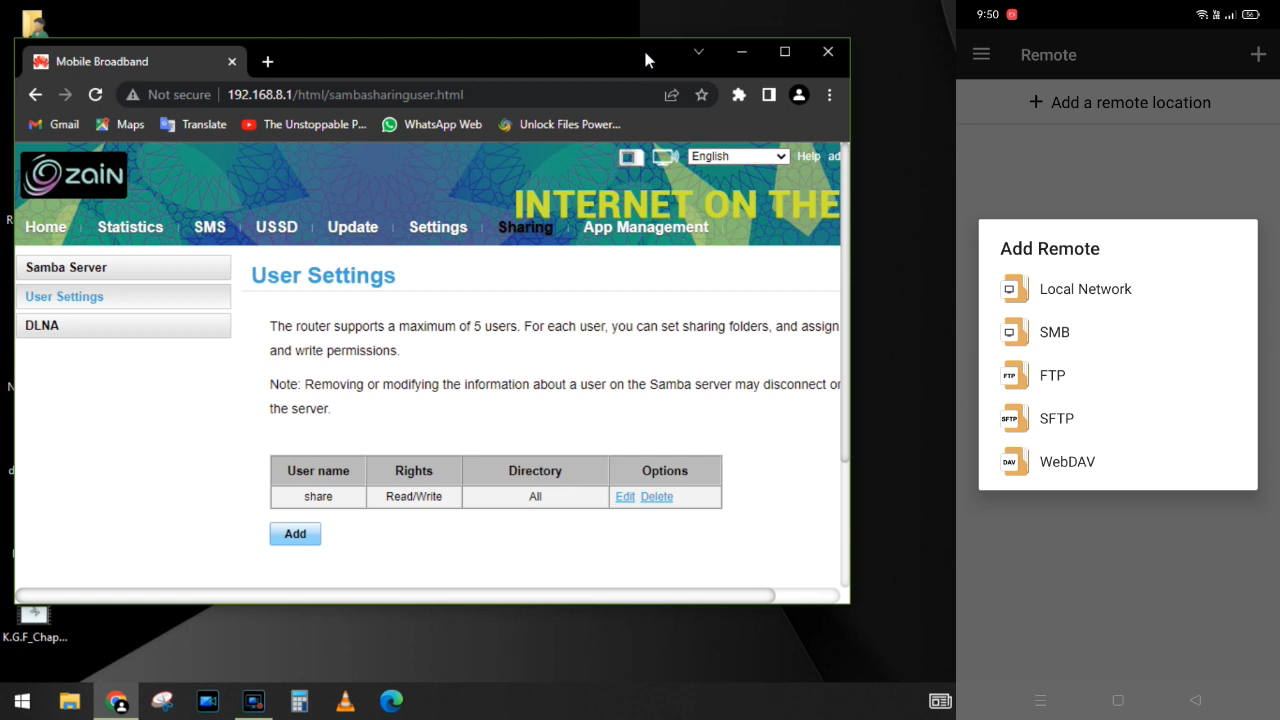 Mobile Broadband
Not secure
192.168.8.1/html/sambasharinguser.html
Gmail
Maps
Translate
The Unstoppable P...
WhatsApp Web
Unlock Files Power...
zain
English
Help
ad
INTERNET ON THE
Home
Statistics
SMS
USSD
Update
Settings
Sharing
App Management
Samba Server
User Settings
DLNA
User Settings
The router supports a maximum of 5 users. For each user, you can set sharing folders, and assign
and write permissions.
Note: Removing or modifying the information about a user on the Samba server may disconnect or
the server.
User name Rights Directory Options
share Read/Write All Edit Delete
Add
K.G.F_Chap...
9:50
56
Remote
Add a remote location
Add Remote
Local Network
SMB
FTP
FTP
SFTP
SFTP
DAV
WebDAV